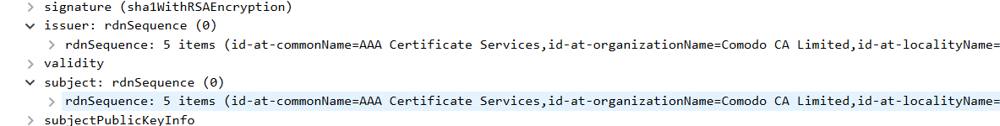 signature (sha1WithRSAEncryption)
issuer: rdnSequence (0)
rdnSequence: 5 items (id-at-commonName=AAA Certificate Services,id-at-organizationName=Comodo CA Limited,id-at-localityName=
validity
subject: rdnSequence (0)
rdnSequence: 5 items (id-at-commonName=AAA Certificate Services,id-at-organizationName=Comodo CA Limited,id-at-localityName=
subjectPublicKeyInfo